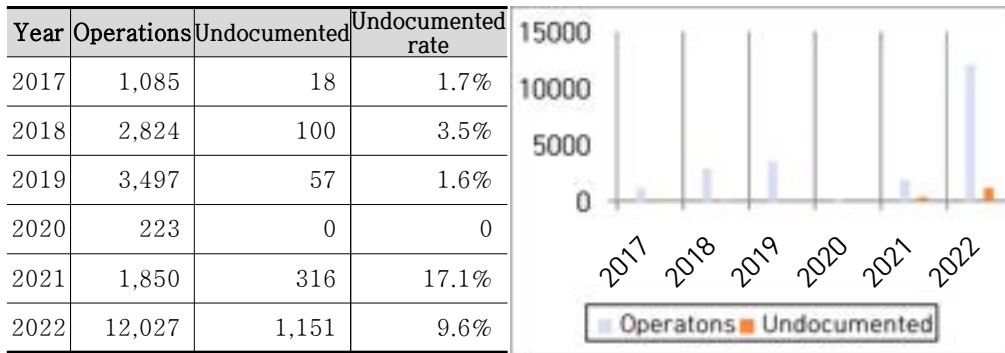 Year Operations Undocumented Undocumented rate
2017 1,085 18 1.7%
2018 2,824 100 3.5%
2019 3,497 57 1.6%
2020 223 0 0
2021 1,850 316 17.1%
2022 12,027 1,151 9.6%
15000
10000
5000
0
2017 2018 2019 2020 2021 2022
Operatons Undocumented